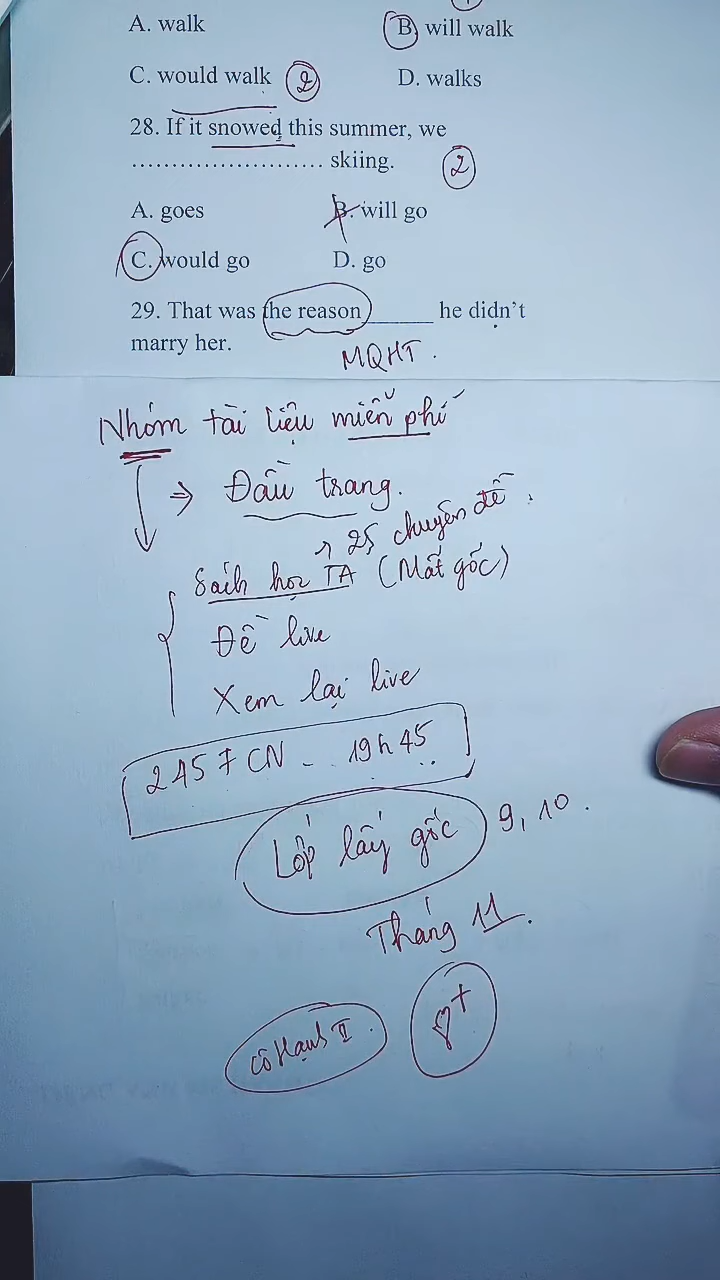 A. walk B. will walk
C. would walk 2 D. walks
28. If it snowed this summer, we
........................ skiing. 2
A. goes B. will go
C. would go D. go
29. That was the reason ______ he didn't
marry her.
MQHT.
Nhóm tài liệu miễn phí
⇒ Đầu trang.
25 chuyên đề.
Sách học TA (Mất gốc)
Đề live
Xem lại live
2 4 5 7 CN - 19h45
Lớp lấy gốc 9, 10.
Tháng 11.
cô Hạnh II